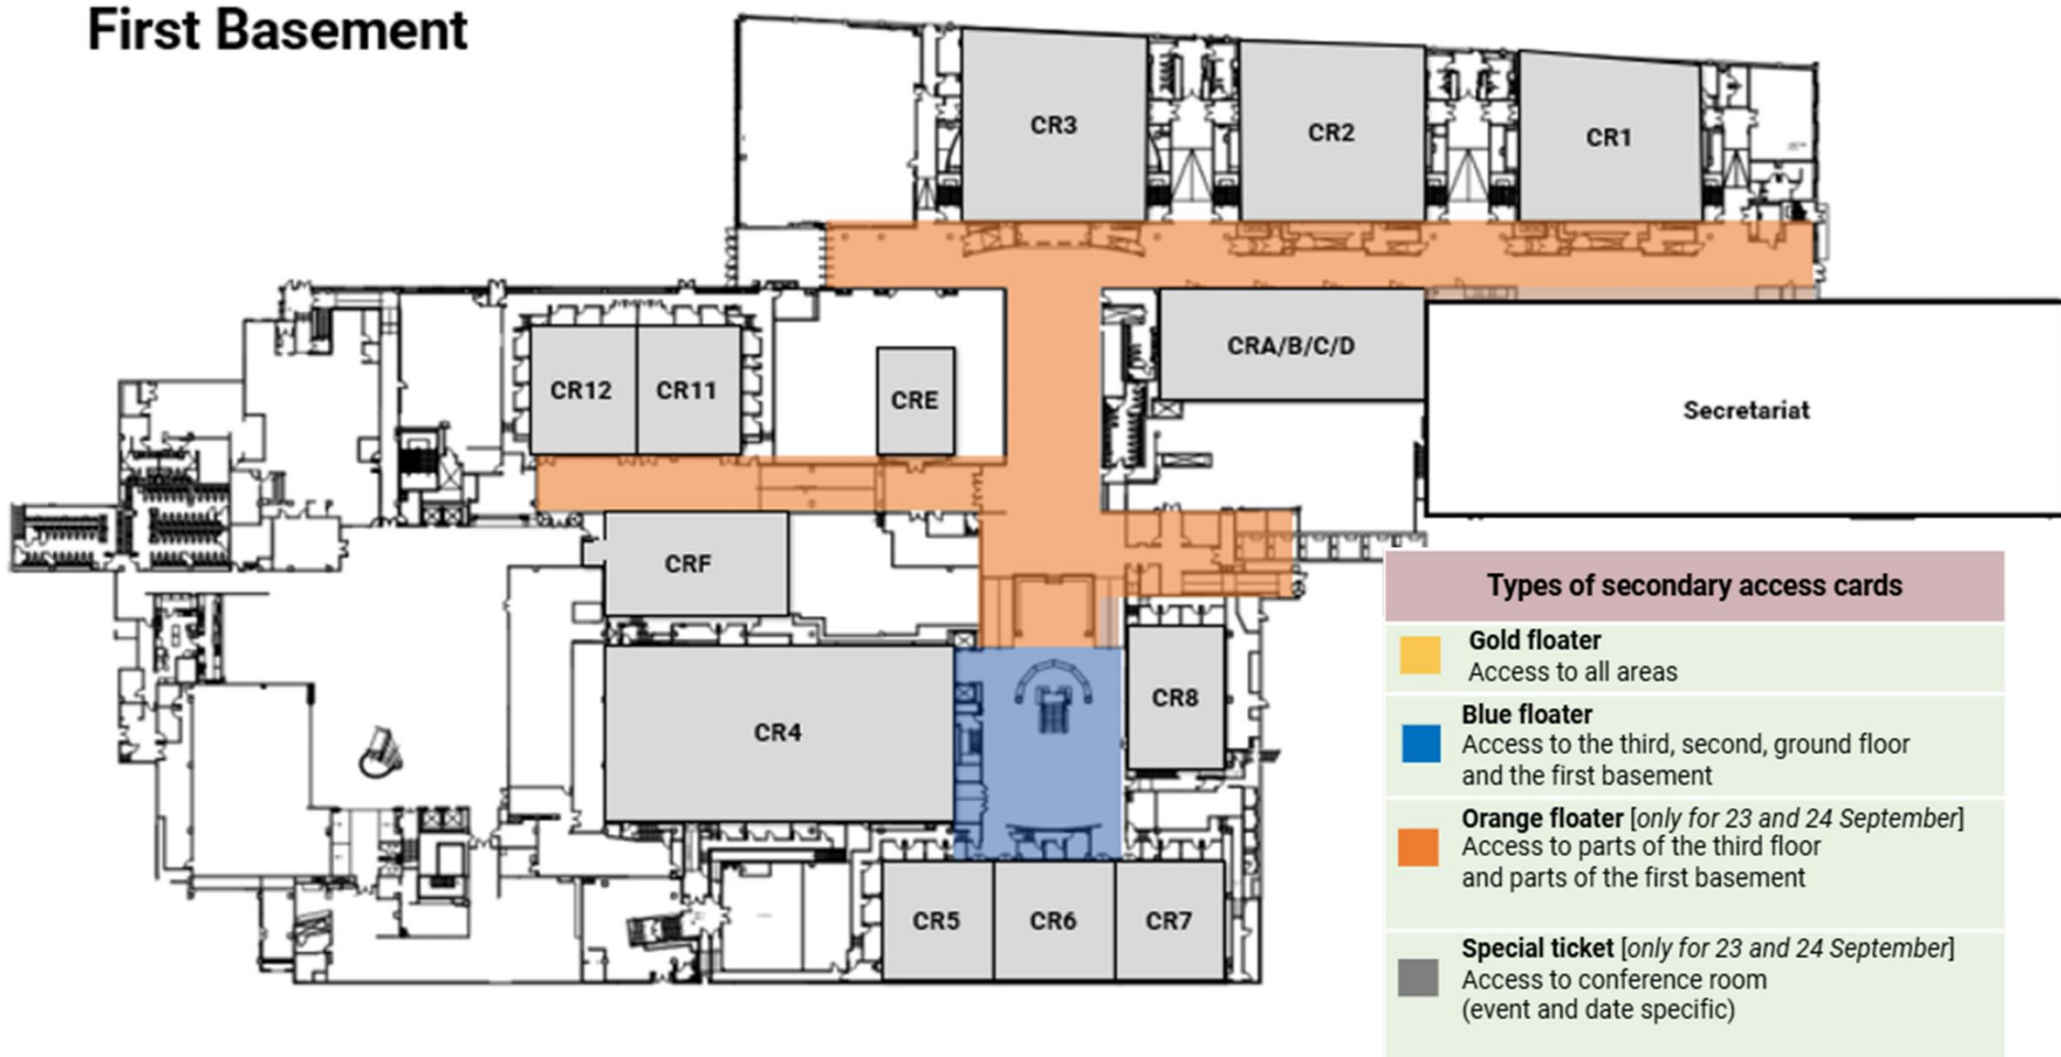 First Basement
CR3
CR2
CR1
CRA/B/C/D
CR12
CR11
CRE
Secretariat
CRF
CR4
CR8
CR5
CR6
CR7
Types of secondary access cards
Gold floater
Access to all areas
Blue floater
Access to the third, second, ground floor
and the first basement
Orange floater [only for 23 and 24 September]
Access to parts of the third floor
and parts of the first basement
Special ticket [only for 23 and 24 September]
Access to conference room
(event and date specific)